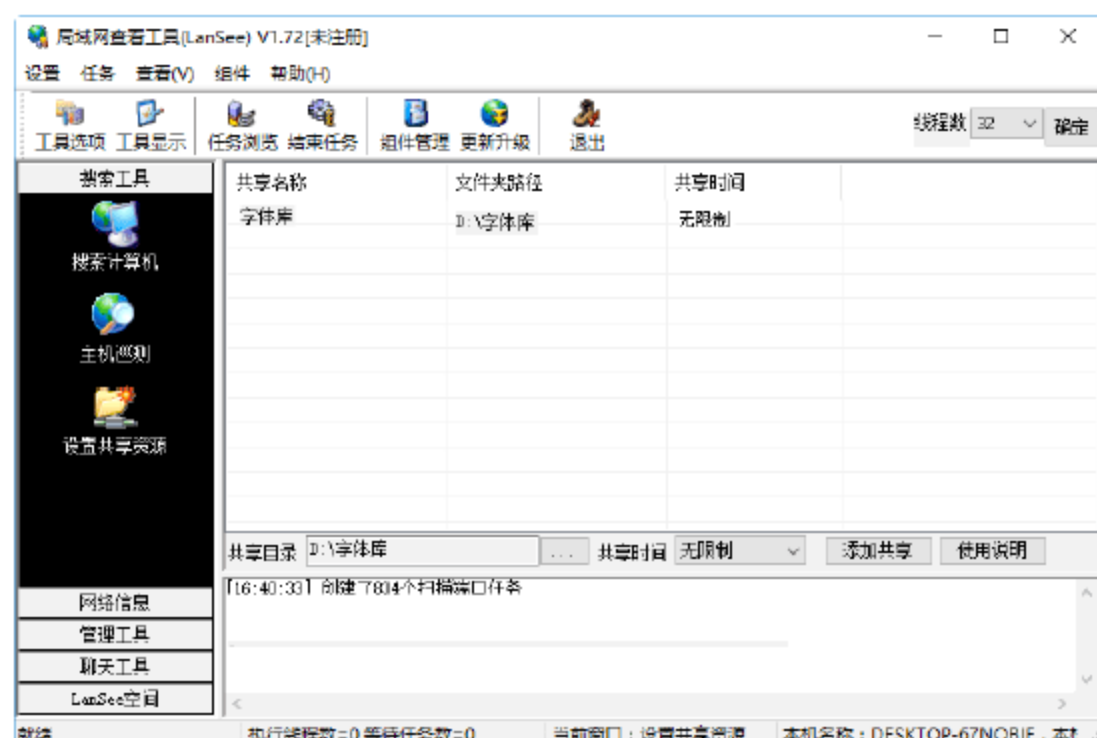 局域网查看工具(LanSee) V1.72[未注册]
设置 任务 查看(V) 组件 帮助(H)
工具选项 工具显示 任务浏览 结束任务 组件管理 更新升级 退出 线程数 32 确定
搜索工具
搜索计算机
主机巡测
设置共享资源
网络信息
管理工具
聊天工具
LanSee空间
共享名称 文件夹路径 共享时间
字体库 D:\字体库 无限制
共享目录 D:\字体库 ... 共享时间 无限制 添加共享 使用说明
[16:40:33] 创建了804个扫描端口任务
就绪 执行线程数=0 等待任务数=0 当前窗口：设置共享资源 本机名称：DESKTOP-67NOBJE